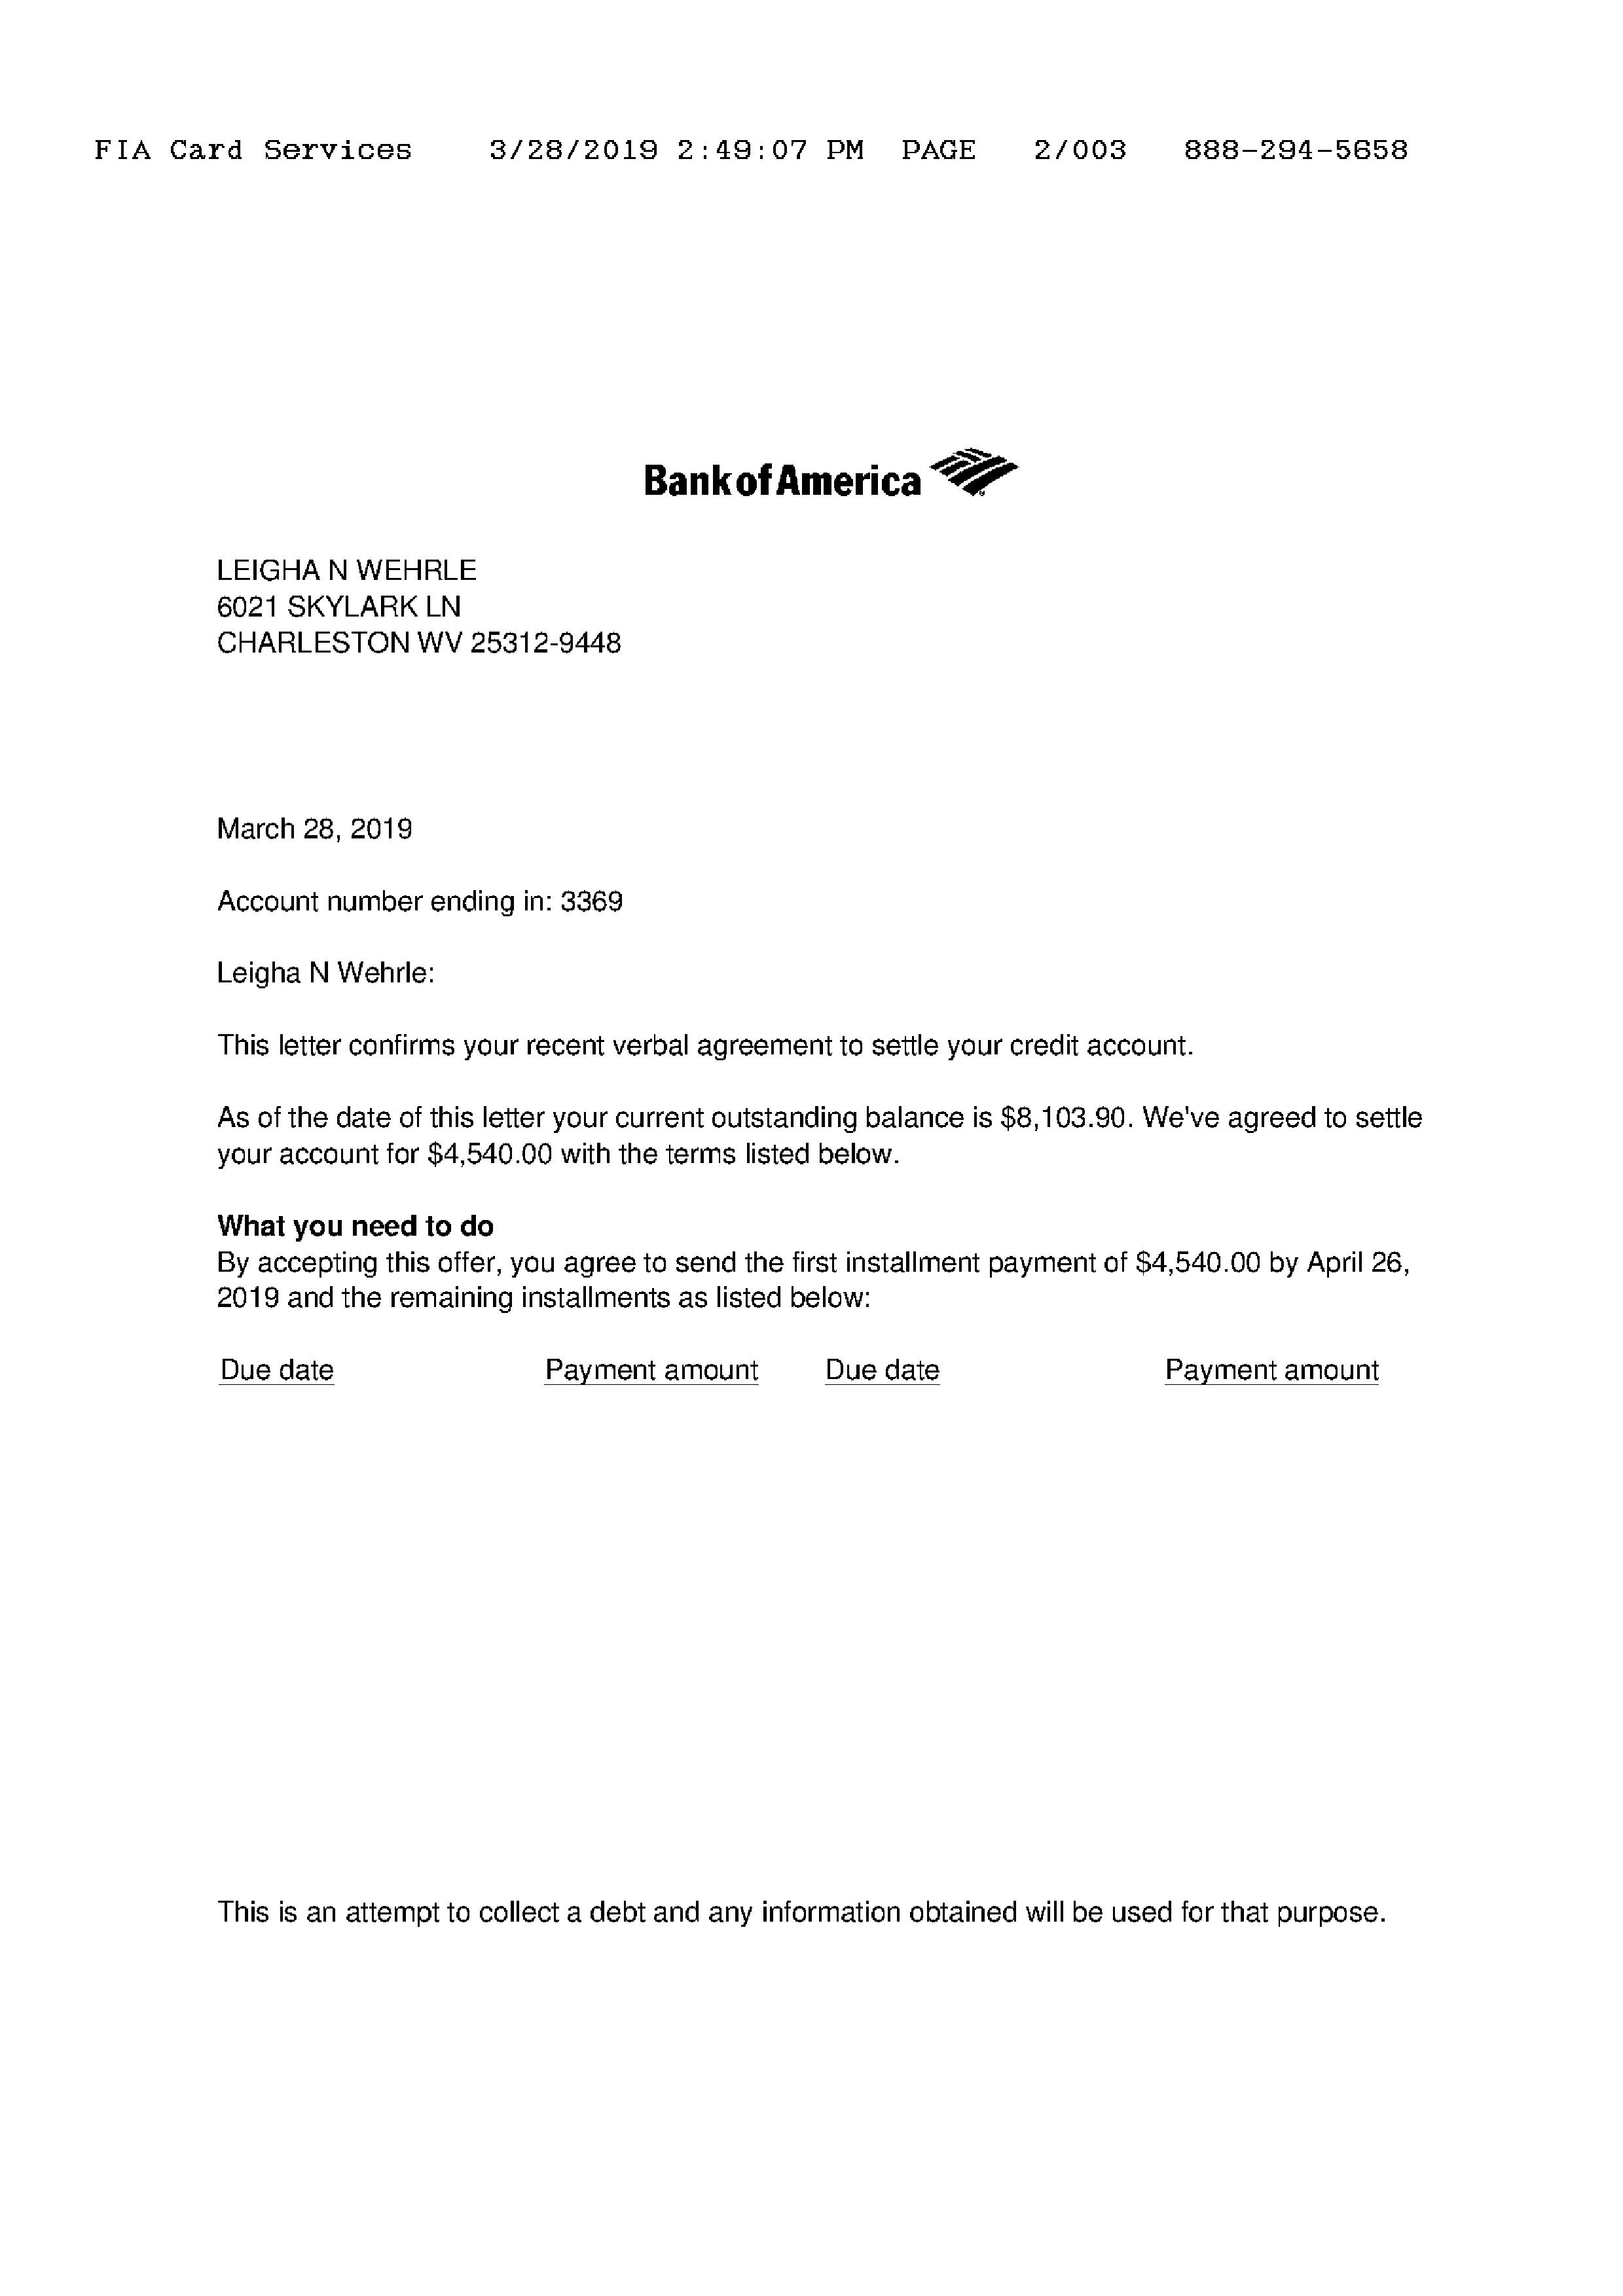 FIA Card Services 3/28/2019 2:49:07 PM PAGE 2/003 888-294-5658
Bank of America
LEIGHA N WEHRLE
6021 SKYLARK LN
CHARLESTON WV 25312-9448
March 28, 2019
Account number ending in: 3369
Leigha N Wehrle:
This letter confirms your recent verbal agreement to settle your credit account.
As of the date of this letter your current outstanding balance is $8,103.90. We've agreed to settle
your account for $4,540.00 with the terms listed below.
What you need to do
By accepting this offer, you agree to send the first installment payment of $4,540.00 by April 26,
2019 and the remaining installments as listed below:
Due date Payment amount Due date Payment amount
This is an attempt to collect a debt and any information obtained will be used for that purpose.